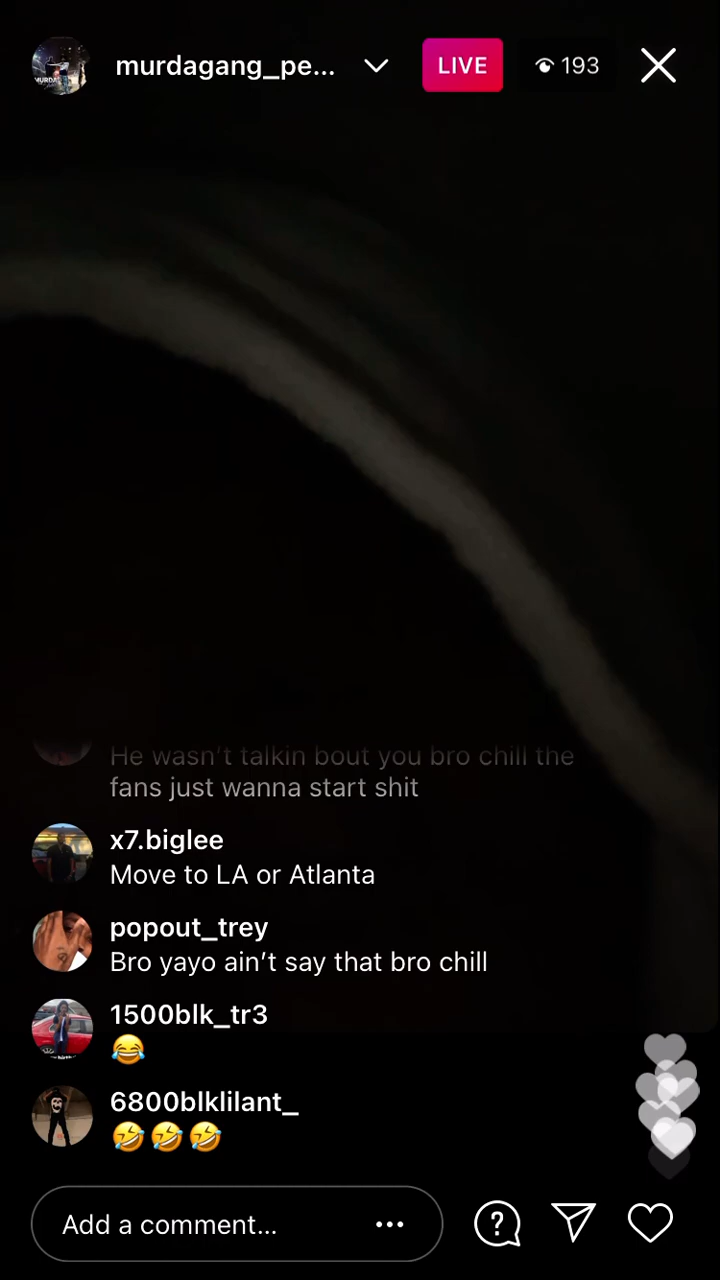 murdagang_pe...
LIVE
193
He wasn't talkin bout you bro chill the
fans just wanna start shit
x7.biglee
Move to LA or Atlanta
popout_trey
Bro yayo ain't say that bro chill
1500blk_tr3
😂
6800blklilant_
🤣🤣🤣
Add a comment...